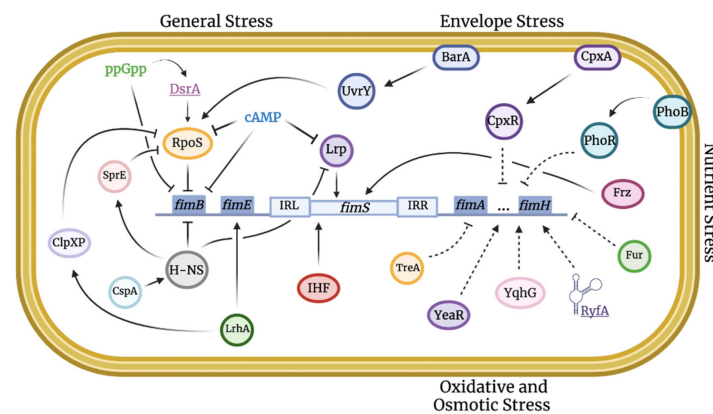 General Stress
Envelope Stress
ppGpp
DsrA
UvrY
BarA
CpxA
cAMP
CpxR
PhoB
PhoR
RpoS
Lrp
SprE
Frz
Nutrient Stress
fimB
fimE
IRL
fimS
IRR
fimA
...
fimH
ClpXP
H-NS
CspA
IHF
TreA
YeaR
YqhG
RyfA
Fur
LrhA
Oxidative and
Osmotic Stress